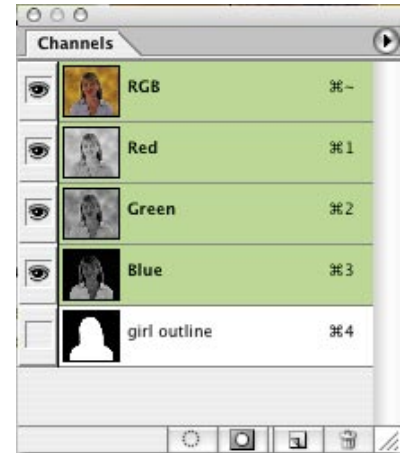 Channels
RGB ⌘~
Red ⌘1
Green ⌘2
Blue ⌘3
girl outline ⌘4